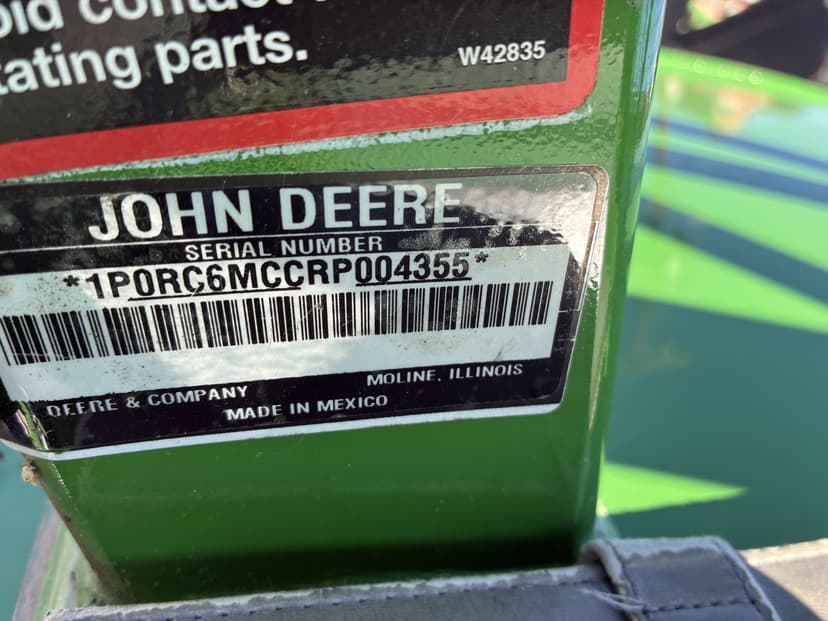 oid contact
tating parts.
W42835
JOHN DEERE
SERIAL NUMBER
*1P0RC6MCCRP004355*
MOLINE, ILLINOIS
DEERE & COMPANY
MADE IN MEXICO